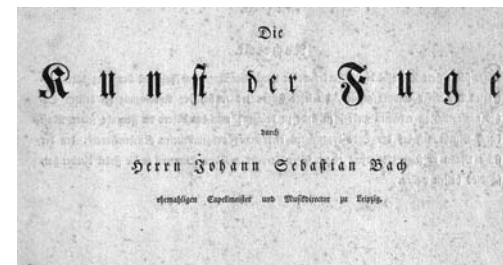 Die
Kunst der Fuge
durch
Herrn Johann Sebastian Bach
ehemahligen Capellmeister und Musikdirector zu Leipzig.